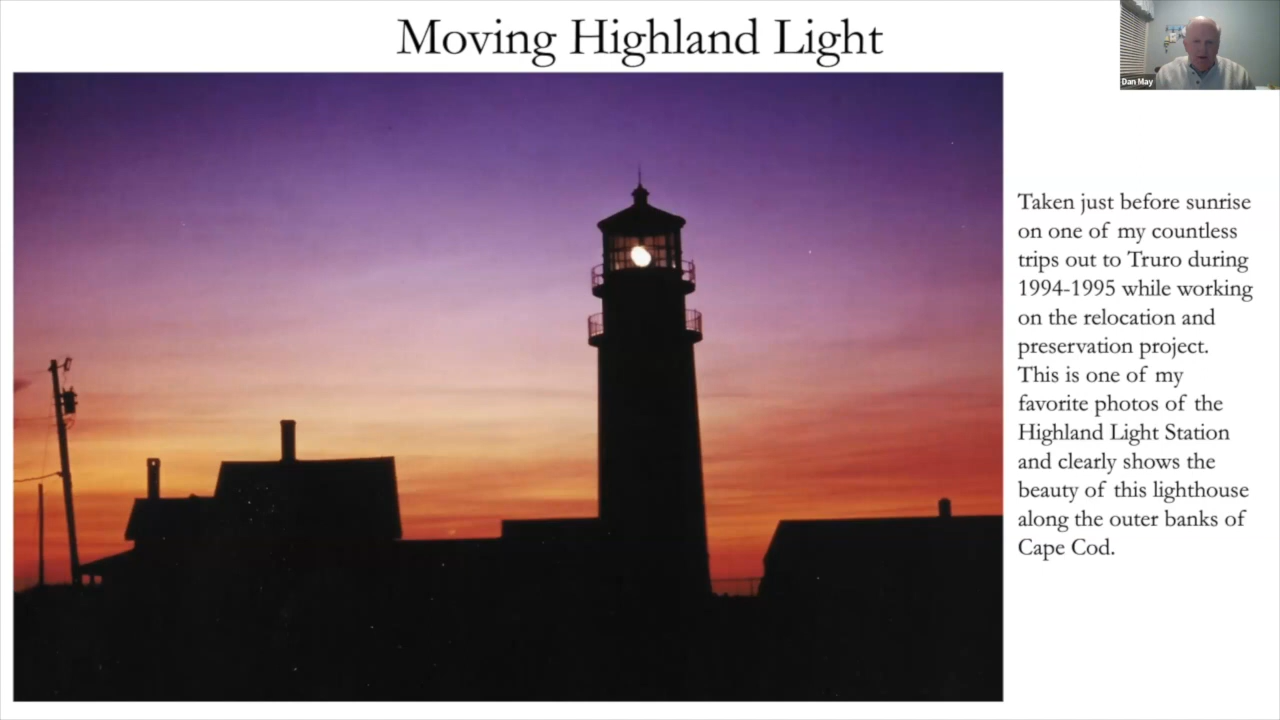 Moving Highland Light
Dan May
Taken just before sunrise
on one of my countless
trips out to Truro during
1994-1995 while working
on the relocation and
preservation project.
This is one of my
favorite photos of the
Highland Light Station
and clearly shows the
beauty of this lighthouse
along the outer banks of
Cape Cod.